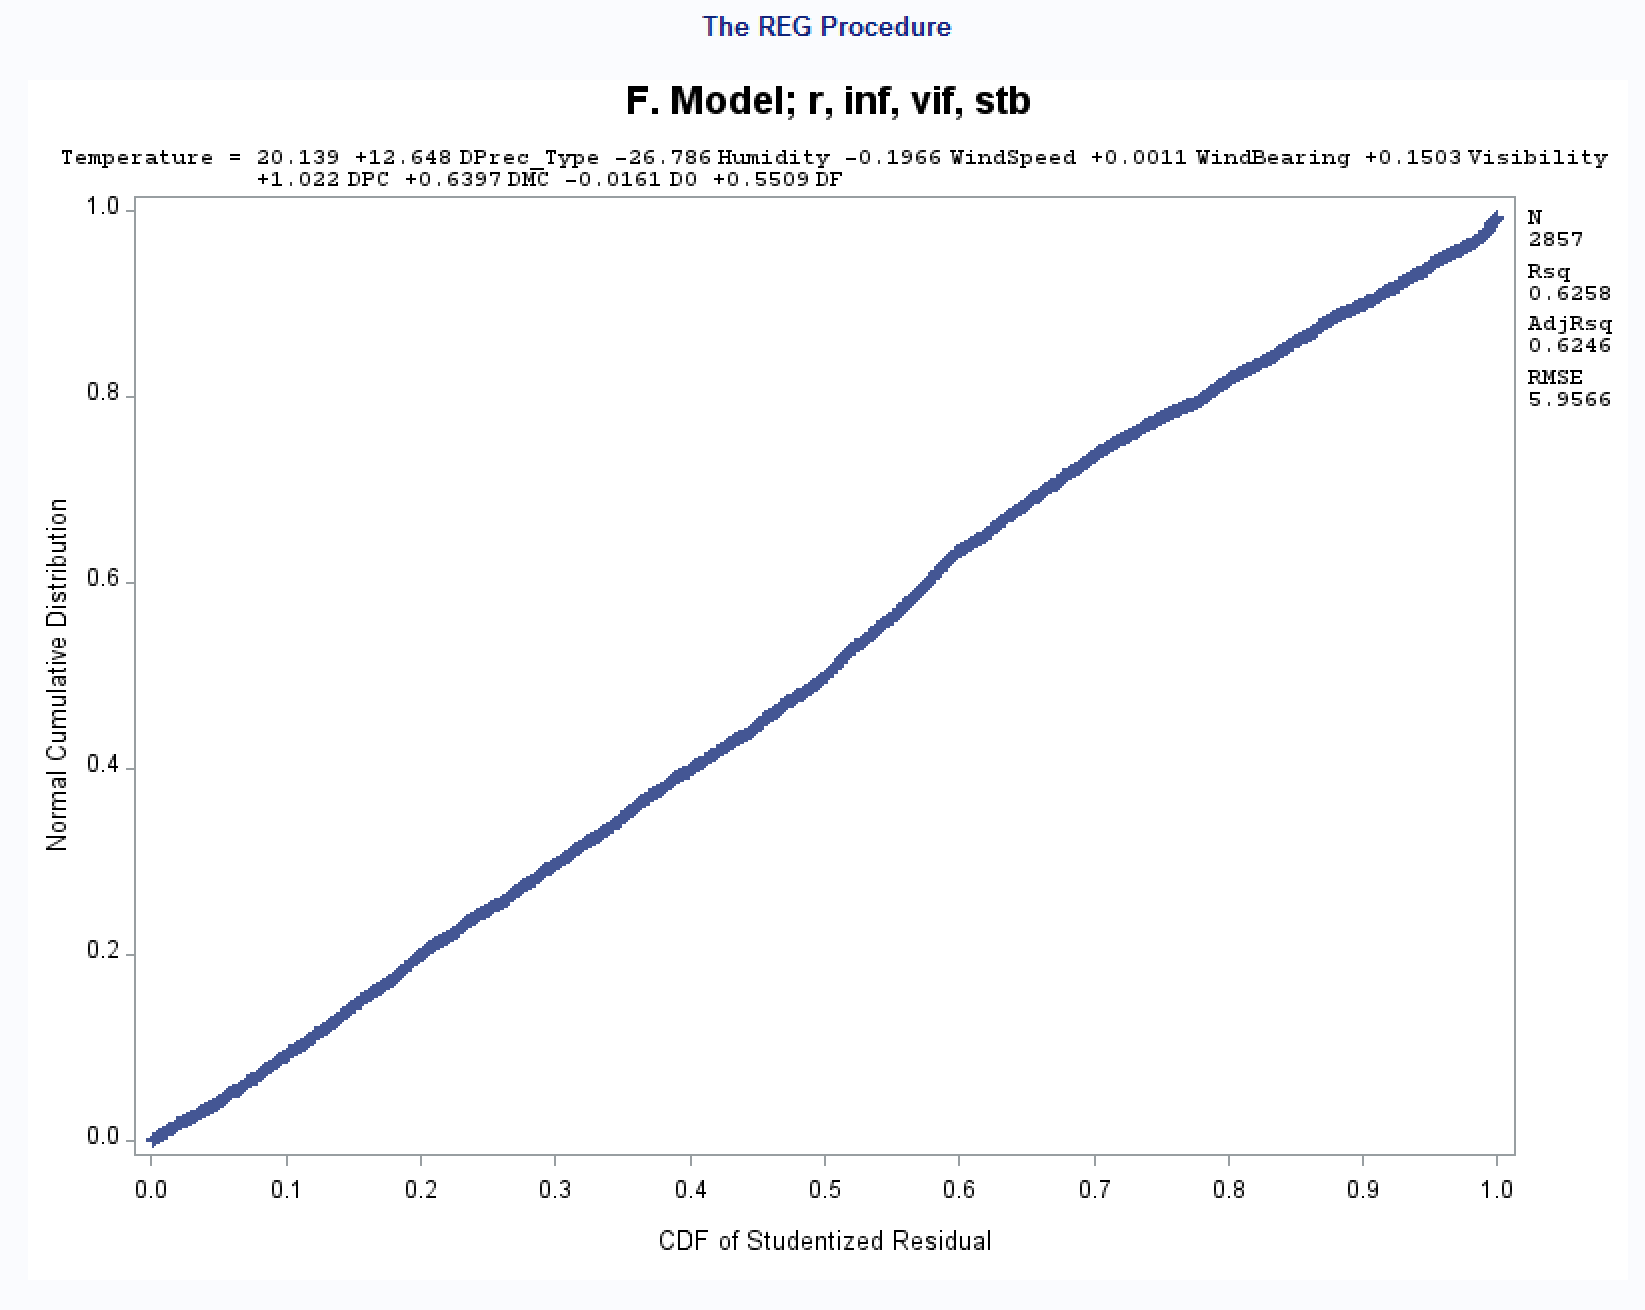 The REG Procedure
F. Model; r, inf, vif, stb
Temperature = 20.139 +12.648 DPrec_Type -26.786 Humidity -0.1966 WindSpeed +0.0011 WindBearing +0.1503 Visibility
+1.022 DPC +0.6397 DMC -0.0161 DO +0.5509 DF
1.0
0.8
0.6
0.4
0.2
0.0
Normal Cumulative Distribution
N
2857
Rsq
0.6258
AdjRsq
0.6246
RMSE
5.9566
0.0 0.1 0.2 0.3 0.4 0.5 0.6 0.7 0.8 0.9 1.0
CDF of Studentized Residual